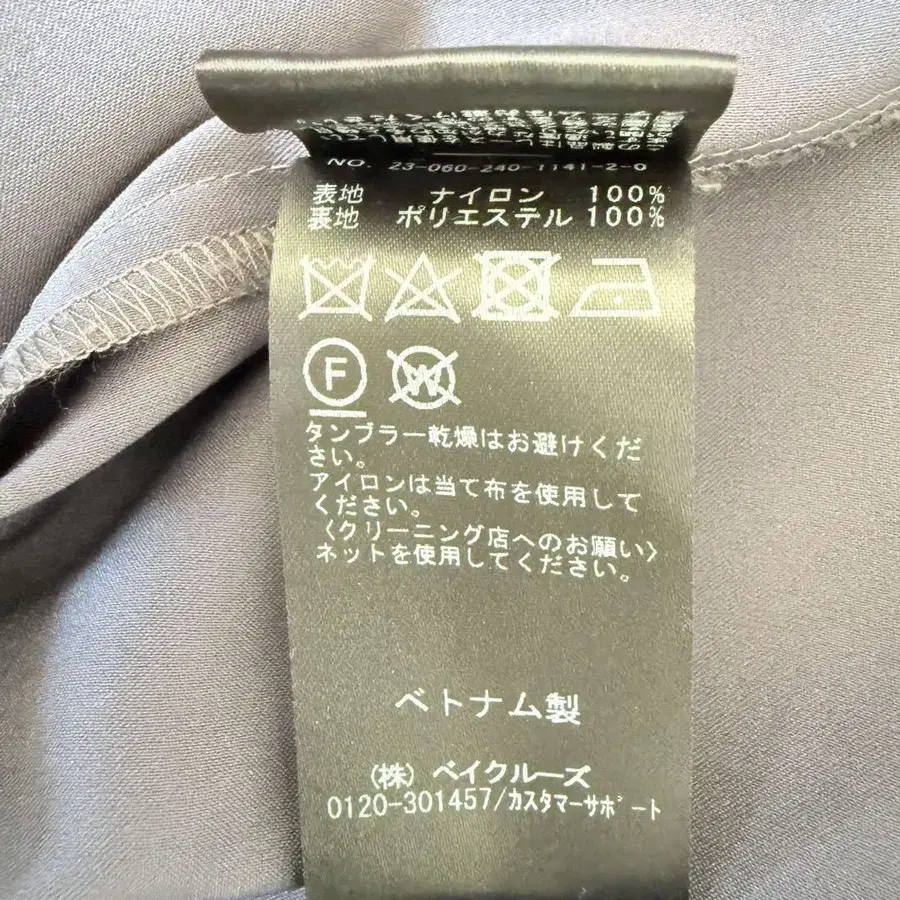 NO. 23-060-240-1141-2-0
表地 ナイロン 100%
裏地 ポリエステル 100%
F
W
タンブラー乾燥はお避けくだ
さい。
アイロンは当て布を使用して
ください。
〈クリーニング店へのお願い〉
ネットを使用してください。
ベトナム製
(株) ベイクルーズ
0120-301457/カスタマーサポート